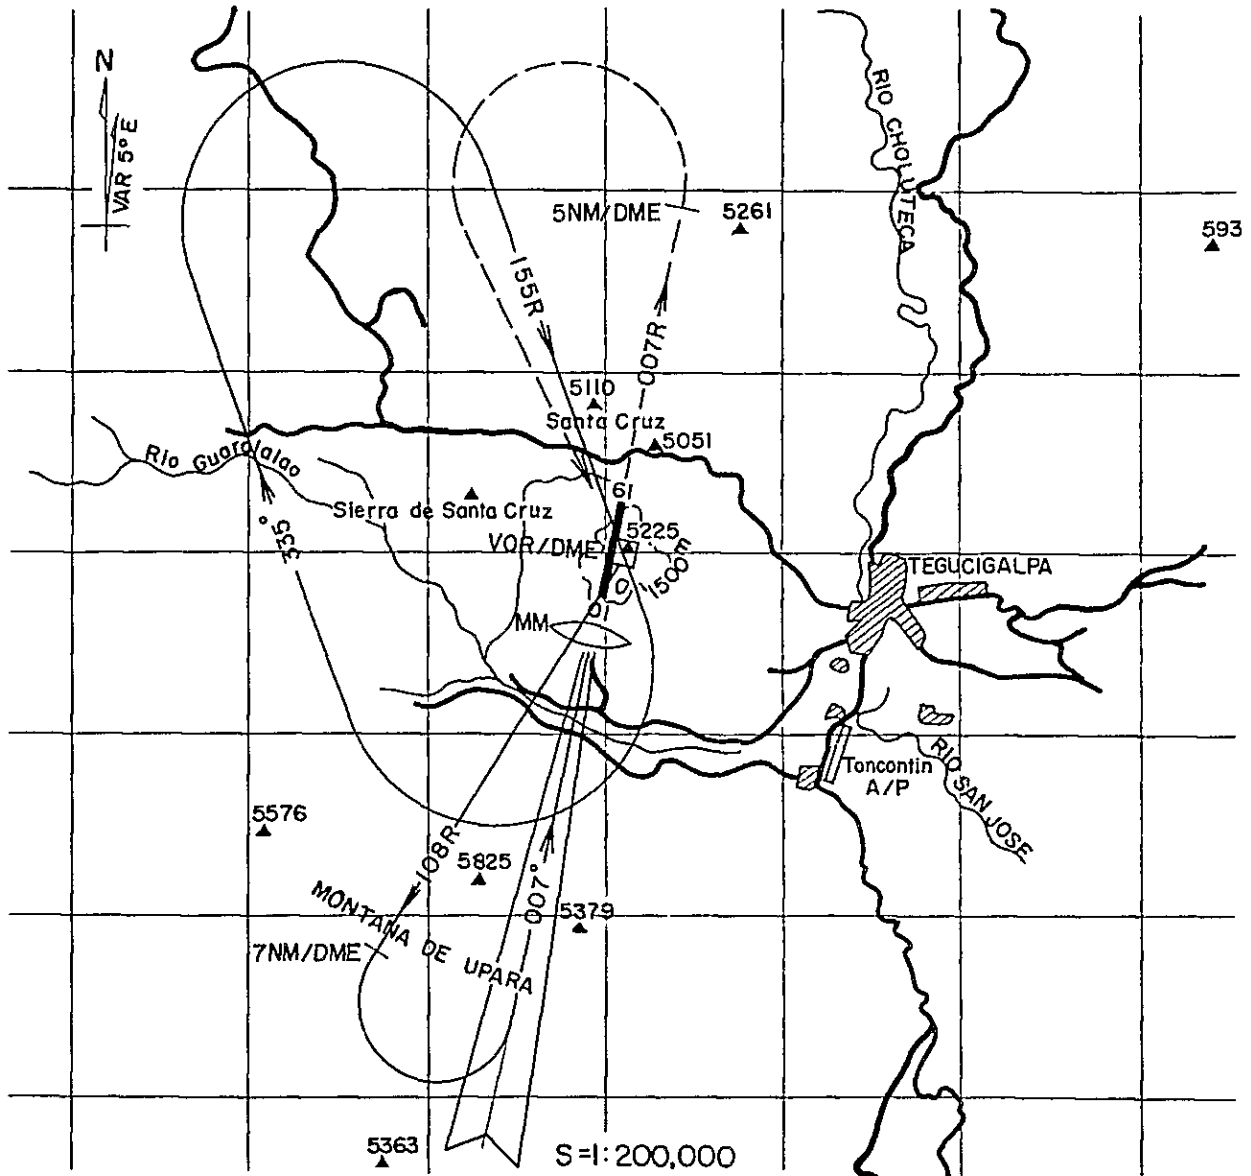 N
VAR 5°E
RIO CHOLUTECA
5NM/DME
5261
593
155R
007R
5110
Santa Cruz
5051
Rio Guaralalao
61
Sierra de Santa Cruz
VOR/DME
5225
1500m
335°
TEGUCIGALPA
MM
Toncontin
A/P
RIO SAN JOSE
5576
108R
5825
007°
5379
MONTANA DE UPARA
7NM/DME
5363
S=1:200,000